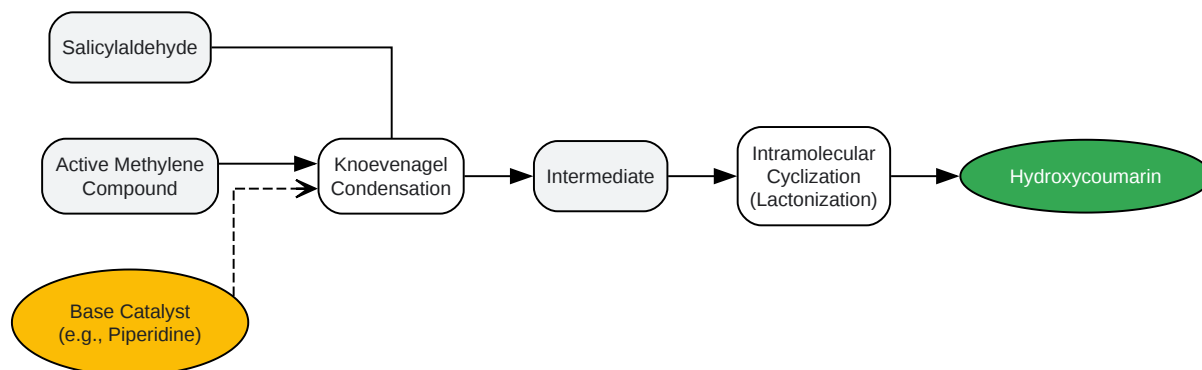 Salicylaldehyde
Active Methylene
Compound
Knoevenagel
Condensation
Intermediate
Intramolecular
Cyclization
(Lactonization)
Hydroxycoumarin
Base Catalyst
(e.g., Piperidine)